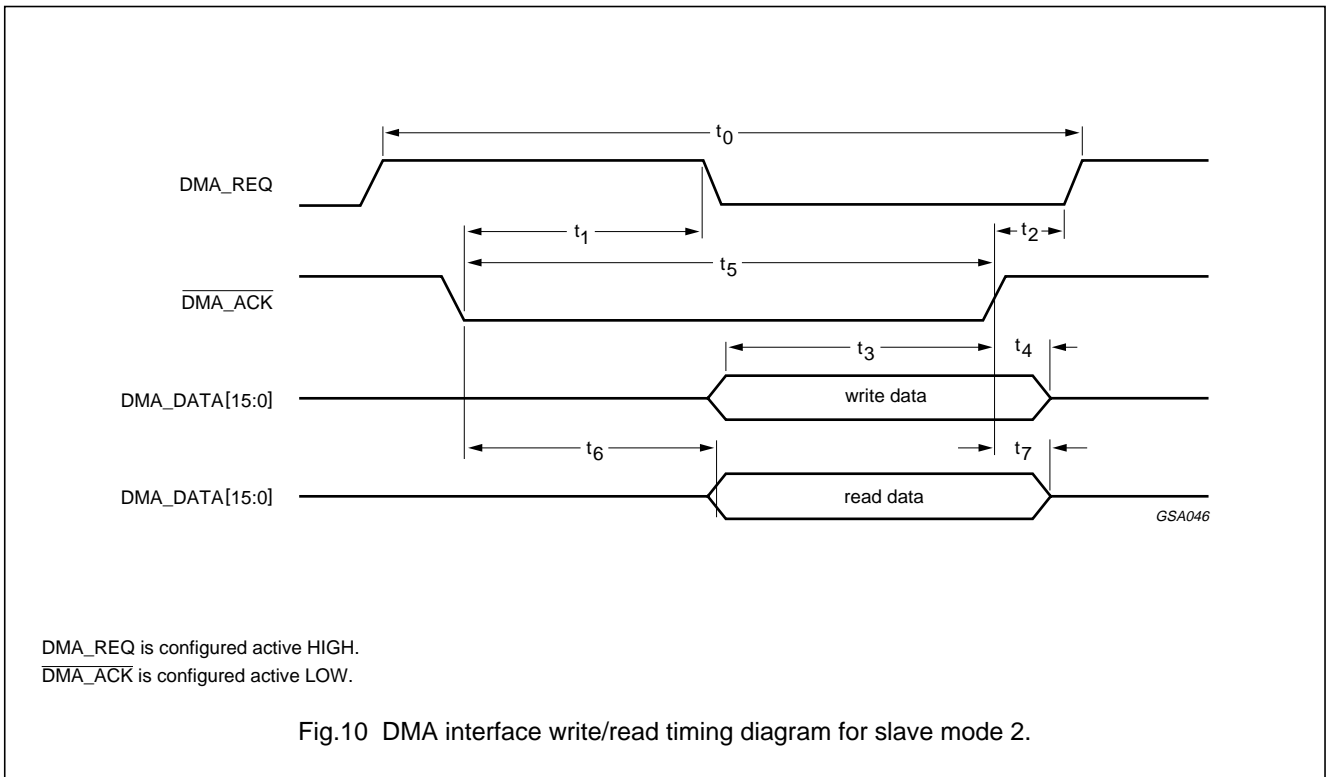 t0
DMA_REQ
t1
t2
t5
DMA_ACK
t3
t4
DMA_DATA[15:0]
write data
t6
t7
DMA_DATA[15:0]
read data
GSA046
DMA_REQ is configured active HIGH.
DMA_ACK is configured active LOW.
Fig.10 DMA interface write/read timing diagram for slave mode 2.